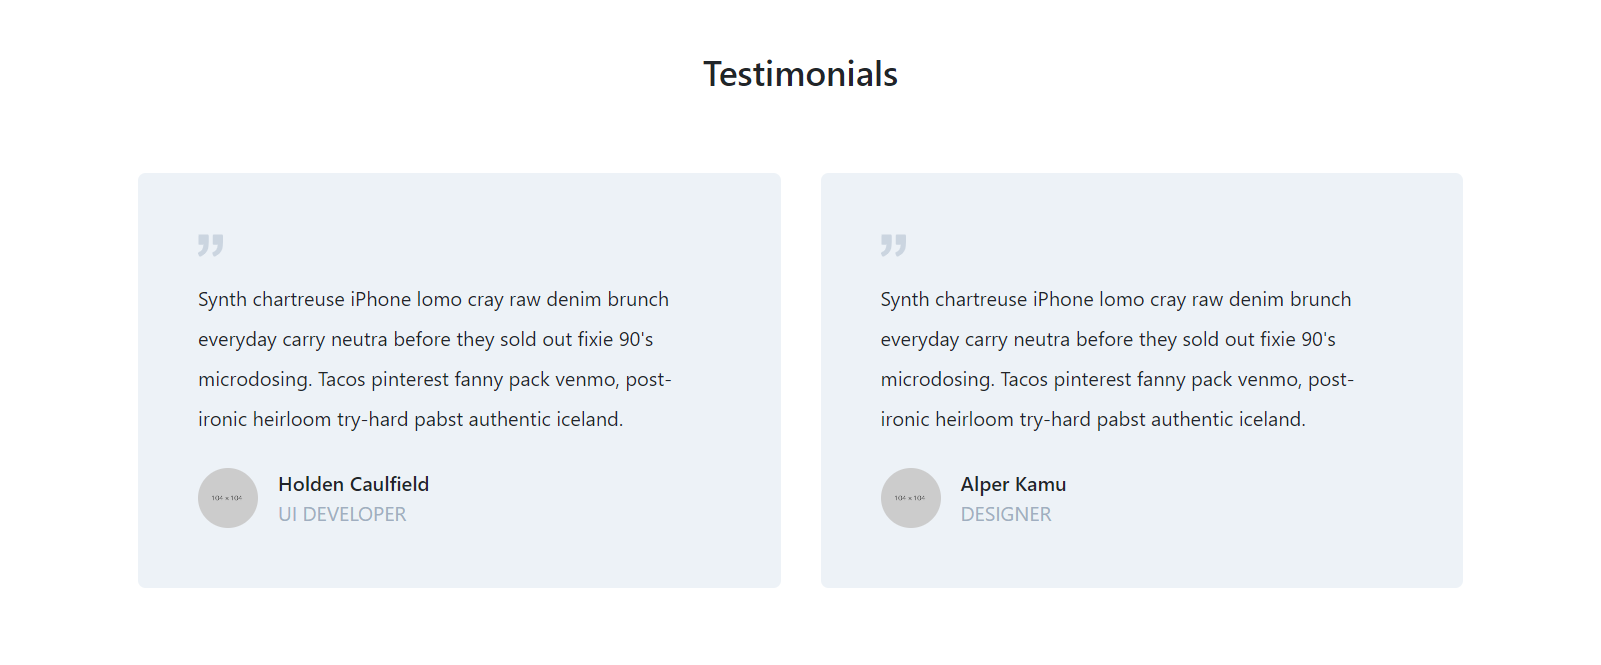 Testimonials
Synth chartreuse iPhone lomo cray raw denim brunch
everyday carry neutra before they sold out fixie 90's
microdosing. Tacos pinterest fanny pack venmo, post-
ironic heirloom try-hard pabst authentic iceland.
104 x 104
Holden Caulfield
UI DEVELOPER
Synth chartreuse iPhone lomo cray raw denim brunch
everyday carry neutra before they sold out fixie 90's
microdosing. Tacos pinterest fanny pack venmo, post-
ironic heirloom try-hard pabst authentic iceland.
104 x 104
Alper Kamu
DESIGNER